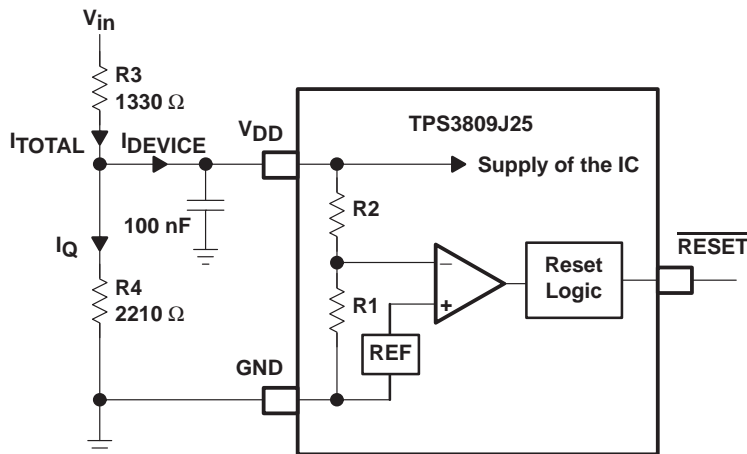 Vin
R3
1330 Ω
ITOTAL
IDEVICE
VDD
TPS3809J25
Supply of the IC
R2
100 nF
IQ
R4
2210 Ω
R1
−
+
REF
Reset
Logic
RESET
GND